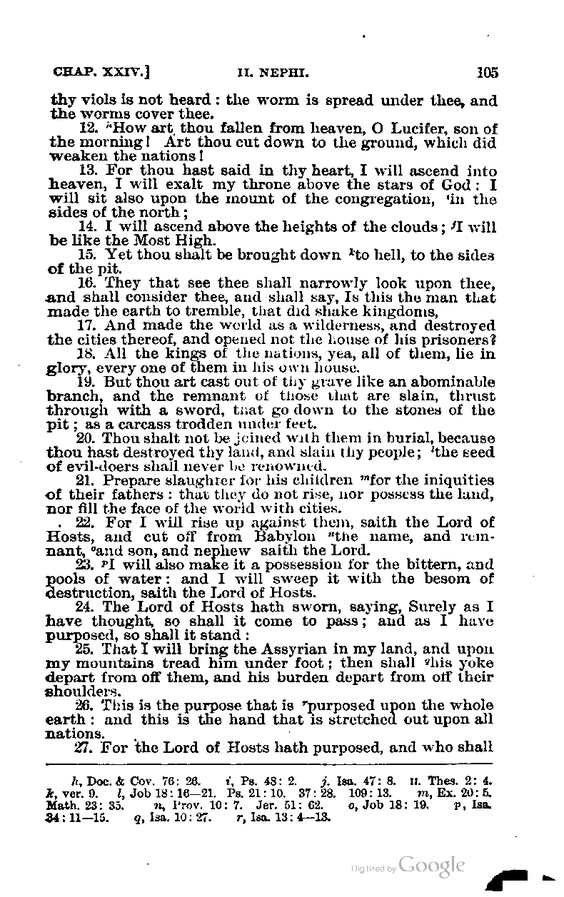 CHAP. XXIV.] II. NEPHI. 105
thy viols is not heard : the worm is spread under thee, and
the worms cover thee.
12. hHow art thou fallen from heaven, O Lucifer, son of
the morning! Art thou cut down to the ground, which did
weaken the nations!
13. For thou hast said in thy heart, I will ascend into
heaven, I will exalt my throne above the stars of God : I
will sit also upon the mount of the congregation, iin the
sides of the north ;
14. I will ascend above the heights of the clouds ; jI will
be like the Most High.
15. Yet thou shalt be brought down kto hell, to the sides
of the pit.
16. They that see thee shall narrowly look upon thee,
and shall consider thee, and shall say, Is this the man that
made the earth to tremble, that did shake kingdoms,
17. And made the world as a wilderness, and destroyed
the cities thereof, and opened not the house of his prisoners?
18. All the kings of the nations, yea, all of them, lie in
glory, every one of them in his own house.
19. But thou art cast out of thy grave like an abominable
branch, and the remnant of those that are slain, thrust
through with a sword, that go down to the stones of the
pit ; as a carcass trodden under feet.
20. Thou shalt not be joined with them in burial, because
thou hast destroyed thy land, and slain thy people; lthe seed
of evil-doers shall never be renowned.
21. Prepare slaughter for his children mfor the iniquities
of their fathers : that they do not rise, nor possess the land,
nor fill the face of the world with cities.
22. For I will rise up against them, saith the Lord of
Hosts, and cut off from Babylon nthe name, and rem-
nant, oand son, and nephew saith the Lord.
23. pI will also make it a possession for the bittern, and
pools of water : and I will sweep it with the besom of
destruction, saith the Lord of Hosts.
24. The Lord of Hosts hath sworn, saying, Surely as I
have thought, so shall it come to pass ; and as I have
purposed, so shall it stand :
25. That I will bring the Assyrian in my land, and upon
my mountains tread him under foot ; then shall qhis yoke
depart from off them, and his burden depart from off their
shoulders.
26. This is the purpose that is rpurposed upon the whole
earth : and this is the hand that is stretched out upon all
nations.
27. For the Lord of Hosts hath purposed, and who shall
h, Doc. & Cov. 76: 26. i, Ps. 48: 2. j. Isa. 47: 8. II. Thes. 2: 4.
k, ver. 9. l, Job 18: 16—21. Ps. 21: 10. 37: 28. 109: 13. m, Ex. 20: 5.
Math. 23: 35. n, Prov. 10: 7. Jer. 51: 62. o, Job 18: 19. p, Isa.
34: 11—15. q, Isa. 10: 27. r, Isa. 13: 4—13.
Digitized by Google